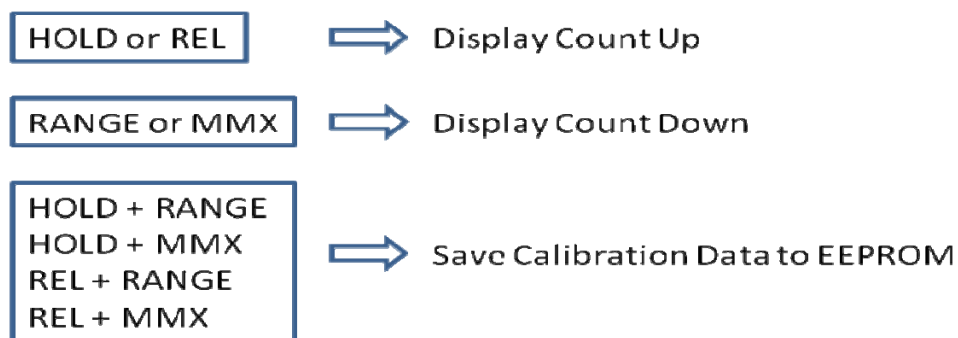 HOLD or REL
Display Count Up
RANGE or MMX
Display Count Down
HOLD + RANGE
HOLD + MMX
REL + RANGE
REL + MMX
Save Calibration Data to EEPROM